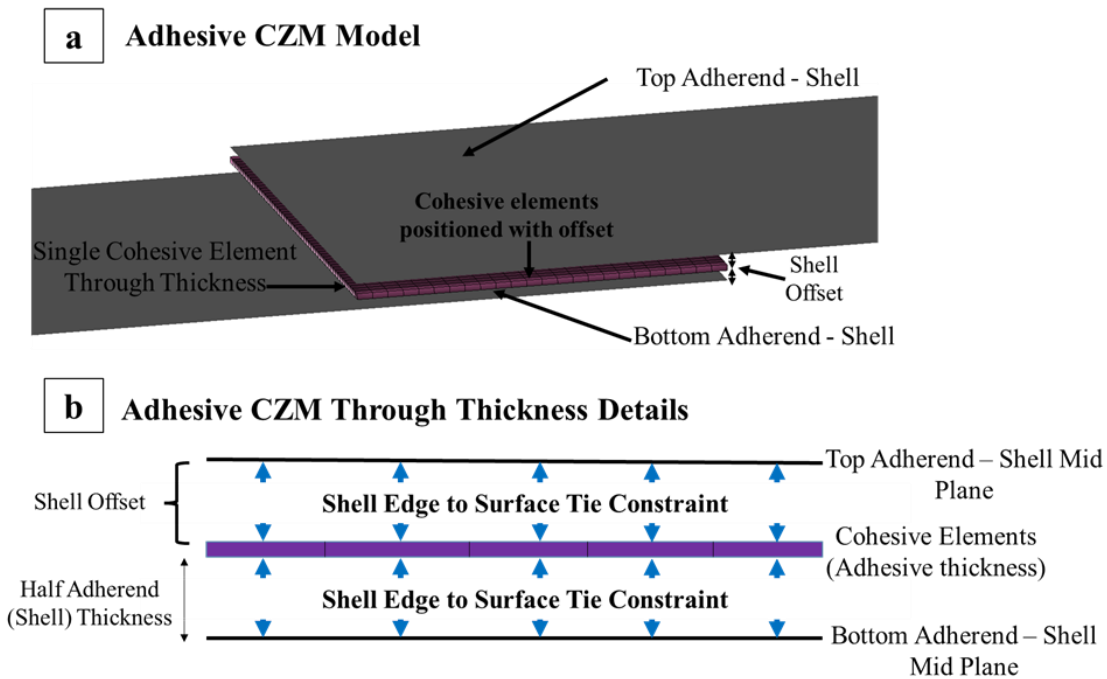 a
Adhesive CZM Model
Top Adherend - Shell
Cohesive elements
positioned with offset
Single Cohesive Element
Through Thickness
Shell
Offset
Bottom Adherend - Shell
b
Adhesive CZM Through Thickness Details
Top Adherend – Shell Mid
Plane
Shell Offset
Shell Edge to Surface Tie Constraint
Cohesive Elements
(Adhesive thickness)
Half Adherend
(Shell) Thickness
Shell Edge to Surface Tie Constraint
Bottom Adherend – Shell
Mid Plane